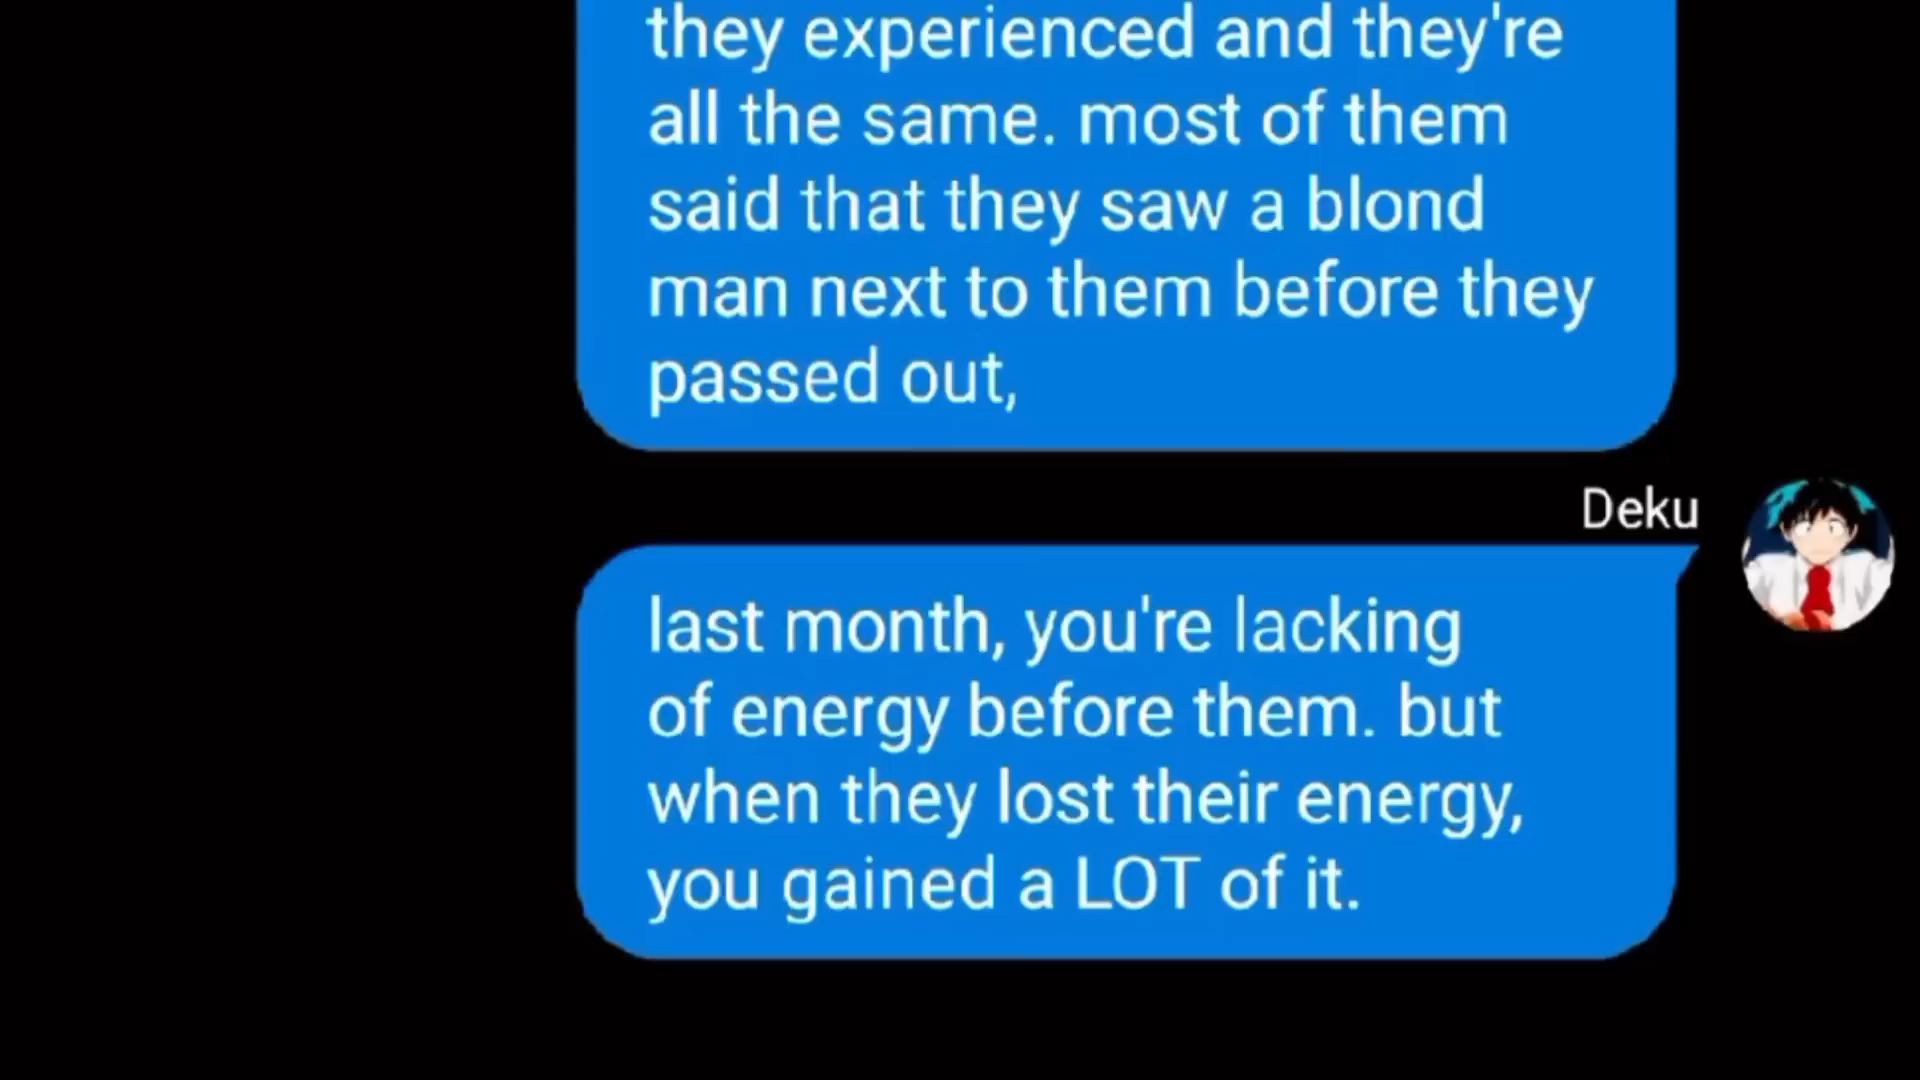 they experienced and they're
all the same. most of them
said that they saw a blond
man next to them before they
passed out,
Deku
last month, you're lacking
of energy before them. but
when they lost their energy,
you gained a LOT of it.